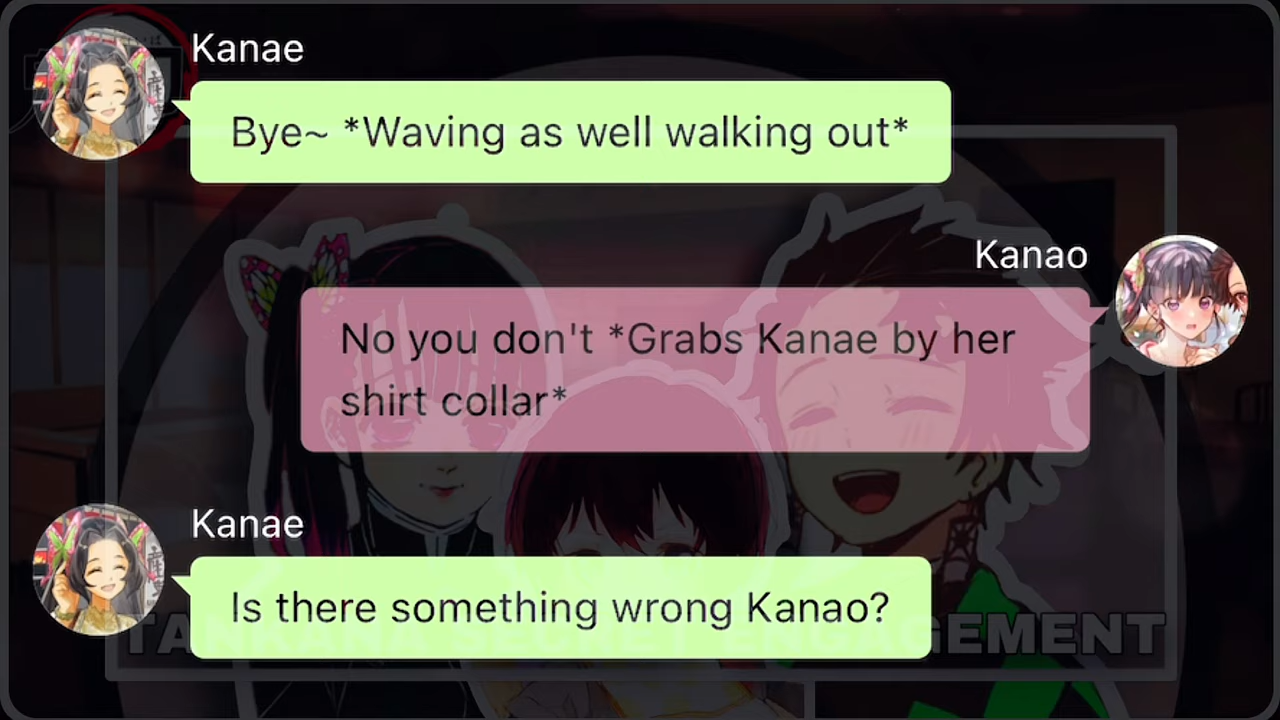 Kanae
Bye~ *Waving as well walking out*
Kanao
No you don't *Grabs Kanae by her
shirt collar*
Kanae
Is there something wrong Kanao?